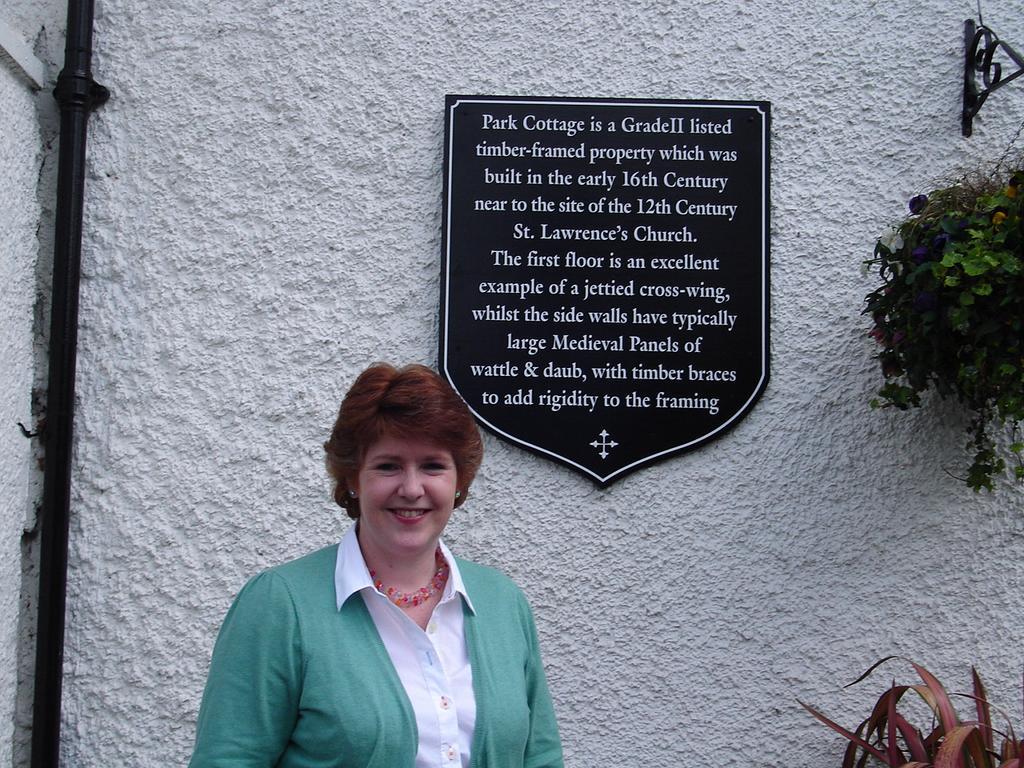 Park Cottage is a GradeII listed
timber-framed property which was
built in the early 16th Century
near to the site of the 12th Century
St. Lawrence's Church.
The first floor is an excellent
example of a jettied cross-wing,
whilst the side walls have typically
large Medieval Panels of
wattle & daub, with timber braces
to add rigidity to the framing